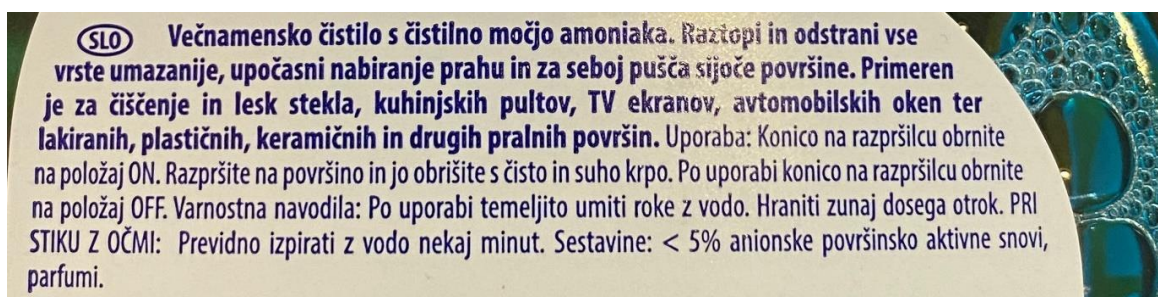 SLO Večnamensko čistilo s čistilno močjo amoniaka. Raztopi in odstrani vse
vrste umazanije, upočasni nabiranje prahu in za seboj pušča sijoče površine. Primeren
je za čiščenje in lesk stekla, kuhinjskih pultov, TV ekranov, avtomobilskih oken ter
lakiranih, plastičnih, keramičnih in drugih pralnih površin. Uporaba: Konico na razpršilcu obrnite
na položaj ON. Razpršite na površino in jo obrišite s čisto in suho krpo. Po uporabi konico na razpršilcu obrnite
na položaj OFF. Varnostna navodila: Po uporabi temeljito umiti roke z vodo. Hraniti zunaj dosega otrok. PRI
STIKU Z OČMI: Previdno izpirati z vodo nekaj minut. Sestavine: < 5% anionske površinsko aktivne snovi,
parfumi.